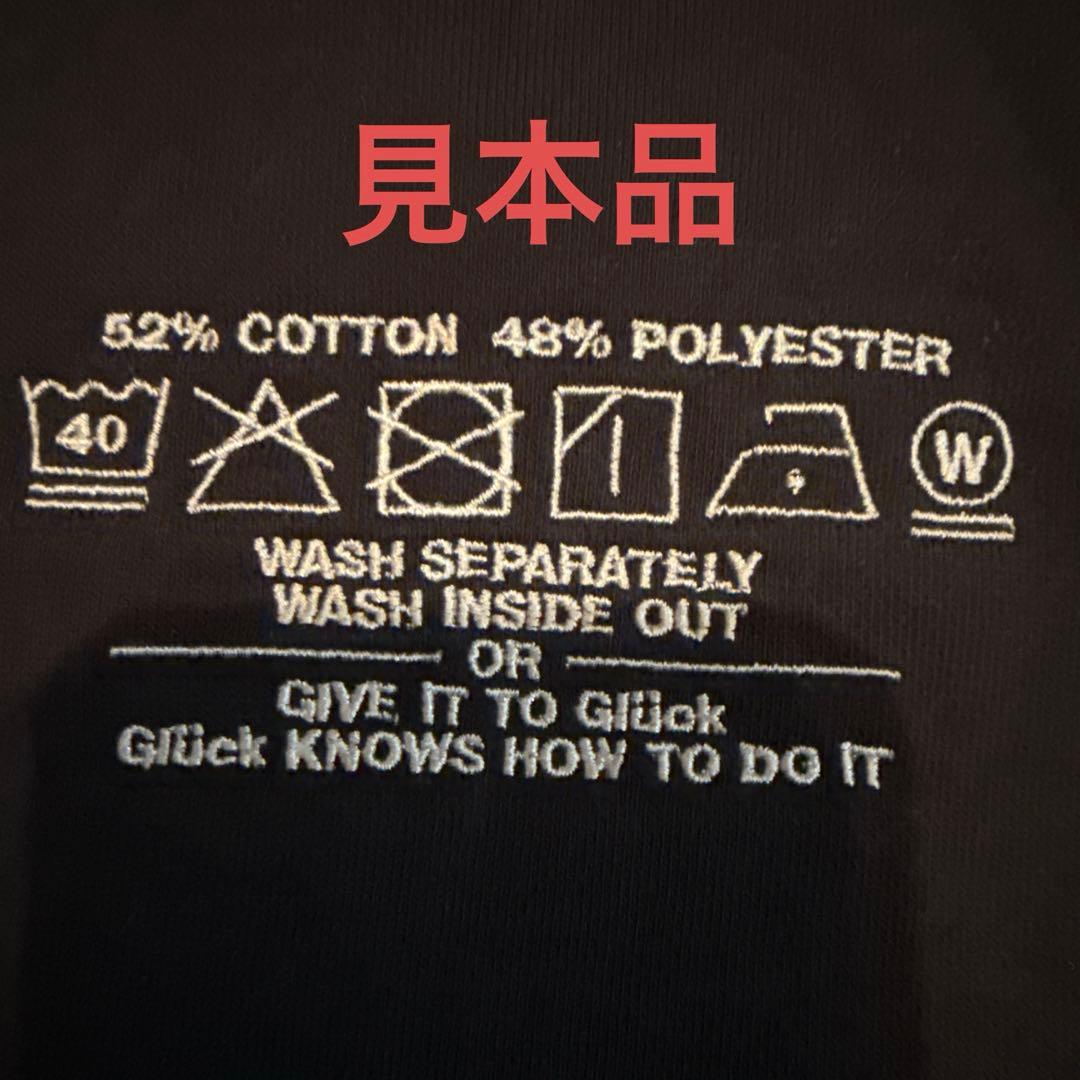 見本品
52% COTTON 48% POLYESTER
40 W
WASH SEPARATELY
WASH INSIDE OUT
OR
GIVE IT TO Glück
Glück KNOWS HOW TO DO IT